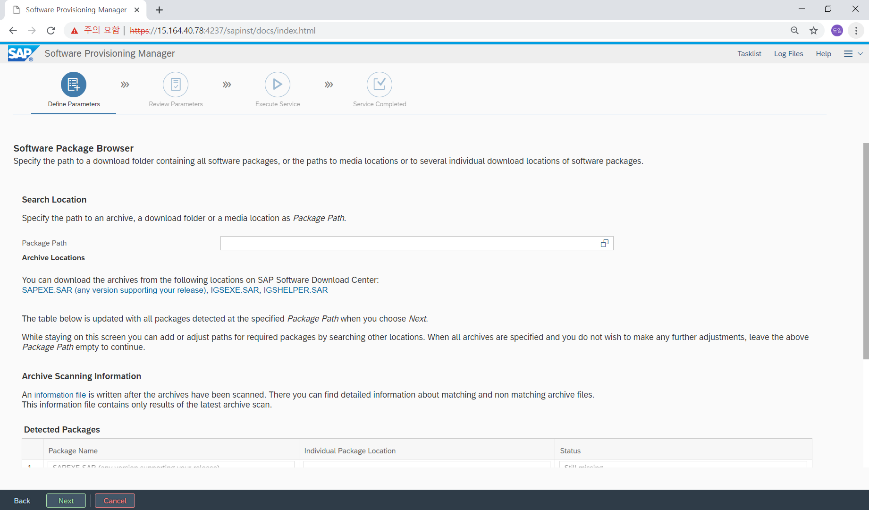 Software Provisioning Manager
주의 요함
https://15.164.40.78:4237/sapinst/docs/index.html
SAP Software Provisioning Manager
Tasklist Log Files Help
Define Parameters Review Parameters Execute Service Service Completed
Software Package Browser
Specify the path to a download folder containing all software packages, or the paths to media locations or to several individual download locations of software packages.
Search Location
Specify the path to an archive, a download folder or a media location as Package Path.
Package Path
Archive Locations
You can download the archives from the following locations on SAP Software Download Center:
SAPEXE.SAR (any version supporting your release), IGSEXE.SAR, IGSHELPER.SAR
The table below is updated with all packages detected at the specified Package Path when you choose Next.
While staying on this screen you can add or adjust paths for required packages by searching other locations. When all archives are specified and you do not wish to make any further adjustments, leave the above
Package Path empty to continue.
Archive Scanning Information
An information file is written after the archives have been scanned. There you can find detailed information about matching and non matching archive files.
This information file contains only results of the latest archive scan.
Detected Packages
Package Name Individual Package Location Status
SAPEXE.SAR (any version supporting your release) Still missing
Back Next Cancel